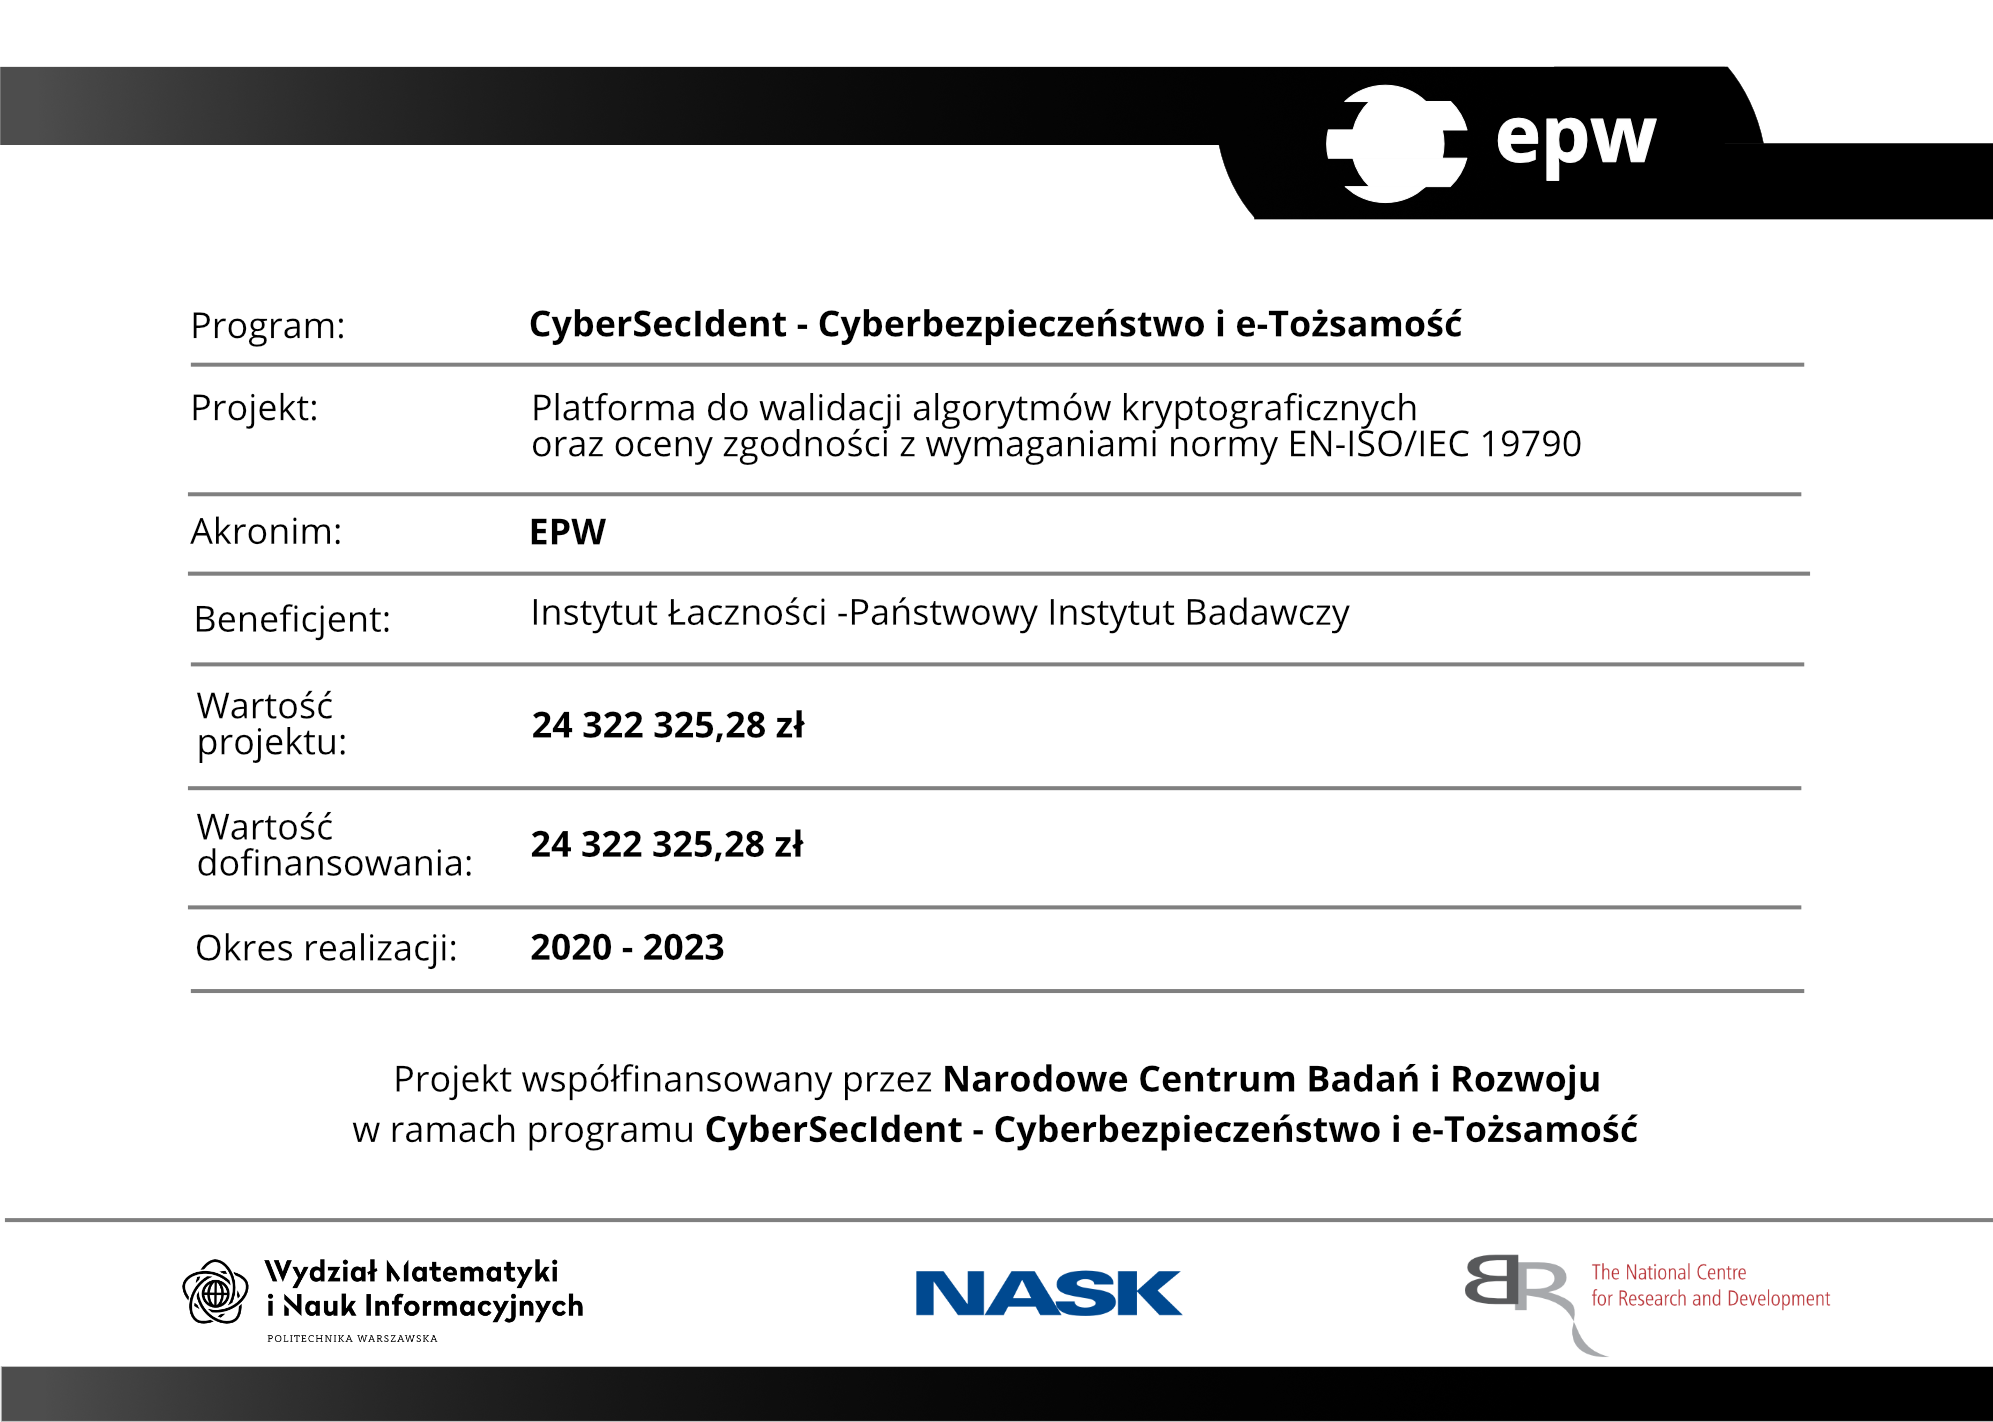 epw
Program: CyberSecIdent - Cyberbezpieczeństwo i e-Tożsamość
Projekt: Platforma do walidacji algorytmów kryptograficznych
oraz oceny zgodności z wymaganiami normy EN-ISO/IEC 19790
Akronim: EPW
Beneficjent: Instytut Łaczności -Państwowy Instytut Badawczy
Wartość
projektu: 24 322 325,28 zł
Wartość
dofinansowania: 24 322 325,28 zł
Okres realizacji: 2020 - 2023
Projekt współfinansowany przez Narodowe Centrum Badań i Rozwoju
w ramach programu CyberSecIdent - Cyberbezpieczeństwo i e-Tożsamość
Wydział Matematyki
i Nauk Informacyjnych
POLITECHNIKA WARSZAWSKA
NASK
BR
The National Centre
for Research and Development